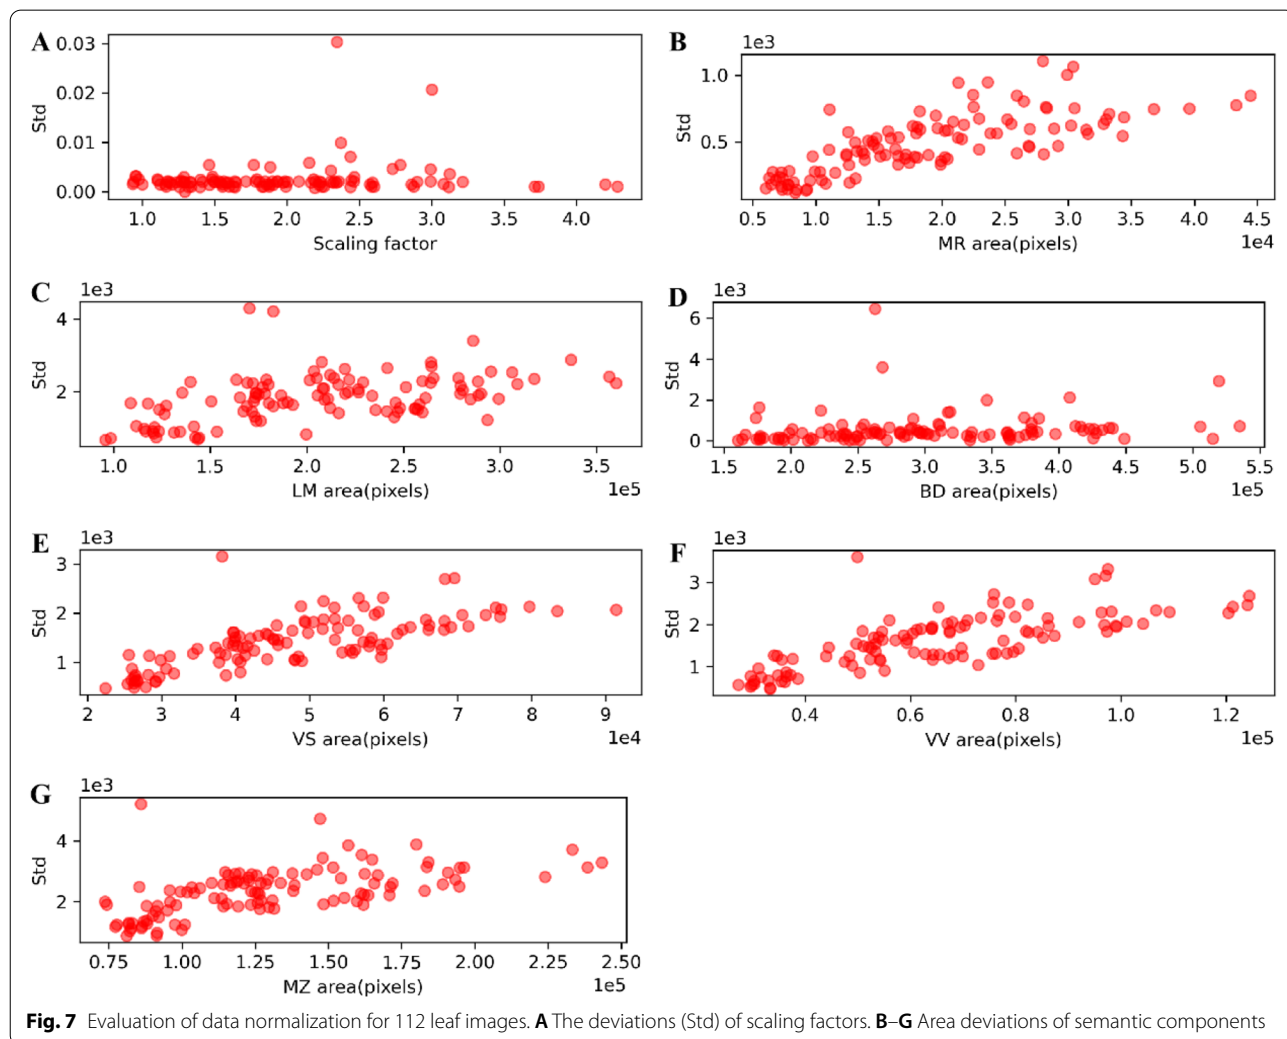 A
0.03
0.02
0.01
0.00
Std
1.0 1.5 2.0 2.5 3.0 3.5 4.0
Scaling factor
B
1e3
1.0
0.5
Std
0.5 1.0 1.5 2.0 2.5 3.0 3.5 4.0 4.5
MR area(pixels)
1e4
C
1e3
4
2
Std
1.0 1.5 2.0 2.5 3.0 3.5
LM area(pixels)
1e5
D
1e3
6
4
2
0
Std
1.5 2.0 2.5 3.0 3.5 4.0 4.5 5.0 5.5
BD area(pixels)
1e5
E
1e3
3
2
1
Std
2 3 4 5 6 7 8 9
VS area(pixels)
1e4
F
1e3
3
2
1
Std
0.4 0.6 0.8 1.0 1.2
VV area(pixels)
1e5
G
1e3
4
2
Std
0.75 1.00 1.25 1.50 1.75 2.00 2.25 2.50
MZ area(pixels)
1e5
Fig. 7 Evaluation of data normalization for 112 leaf images. A The deviations (Std) of scaling factors. B–G Area deviations of semantic components